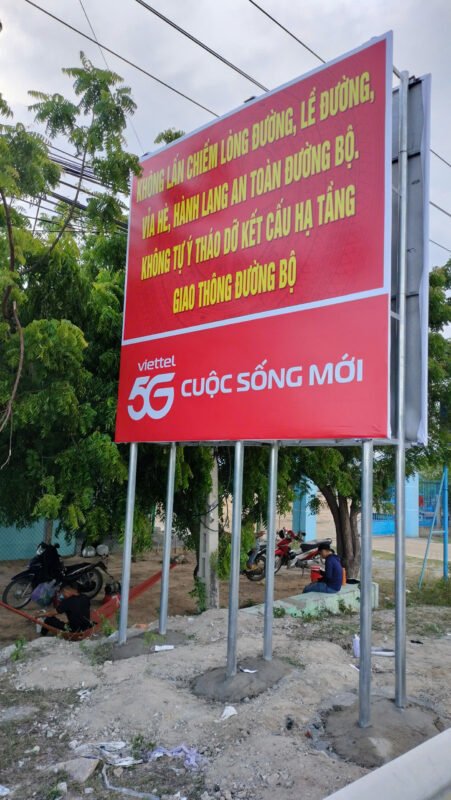 KHÔNG LẤN CHIẾM LÒNG ĐƯỜNG, LỀ ĐƯỜNG,
VỈA HÈ, HÀNH LANG AN TOÀN ĐƯỜNG BỘ.
KHÔNG TỰ Ý THÁO DỠ KẾT CẤU HẠ TẦNG
GIAO THÔNG ĐƯỜNG BỘ
viettel
5G CUỘC SỐNG MỚI